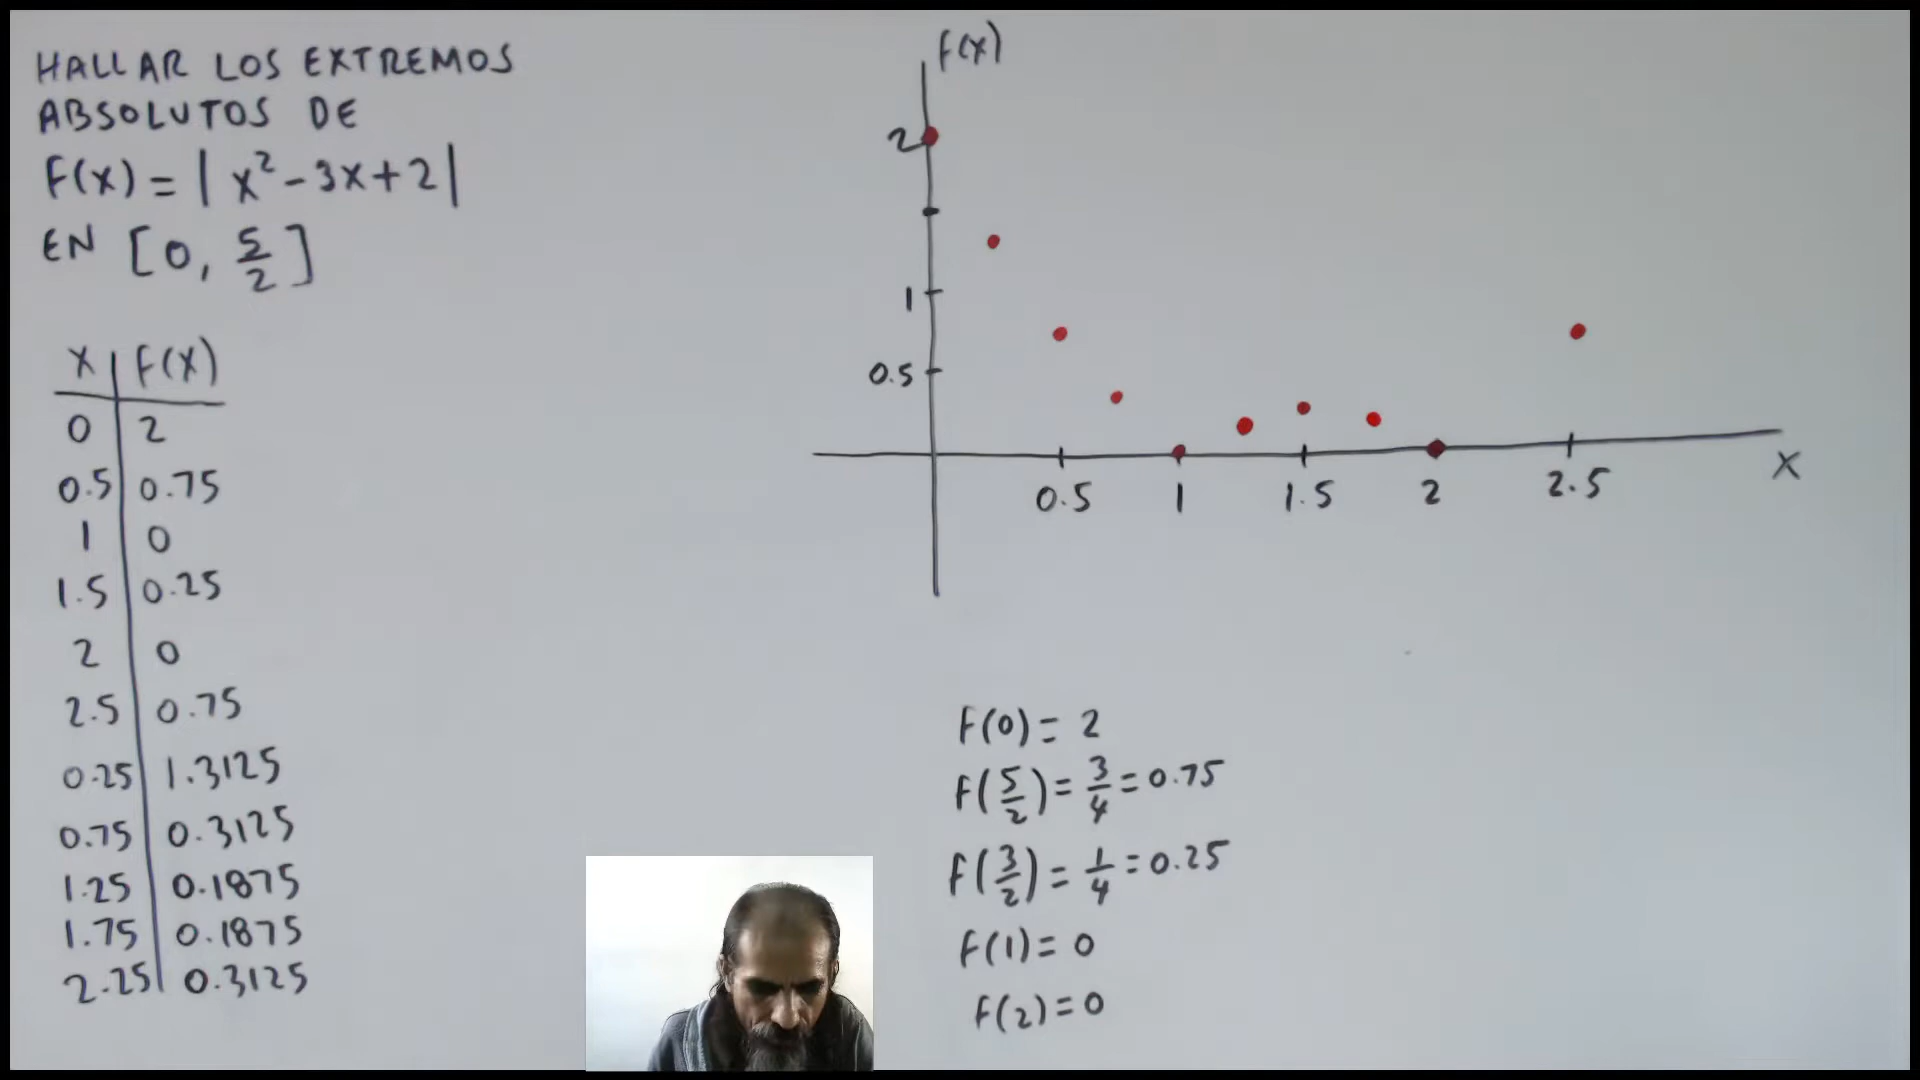 HALLAR LOS EXTREMOS
ABSOLUTOS DE
F(x) = | x² - 3x + 2 |
EN [0, 5/2]
X | F(X)
0 | 2
0.5 | 0.75
1 | 0
1.5 | 0.25
2 | 0
2.5 | 0.75
0.25 | 1.3125
0.75 | 0.3125
1.25 | 0.1875
1.75 | 0.1875
2.25 | 0.3125
F(x)
2
1
0.5
0.5 1 1.5 2 2.5 X
F(0) = 2
F(5/2) = 3/4 = 0.75
F(3/2) = 1/4 = 0.25
F(1) = 0
F(2) = 0